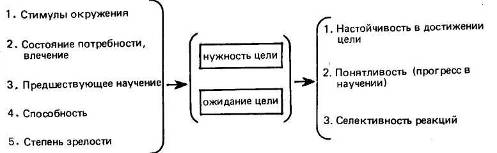 1. Стимулы окружения
2. Состояние потребности,
влечение
3. Предшествующее научение
4. Способность
5. Степень зрелости
нужность цели
ожидание цели
1. Настойчивость в достижении
цели
2. Понятливость (прогресс в
научении)
3. Селективность реакций